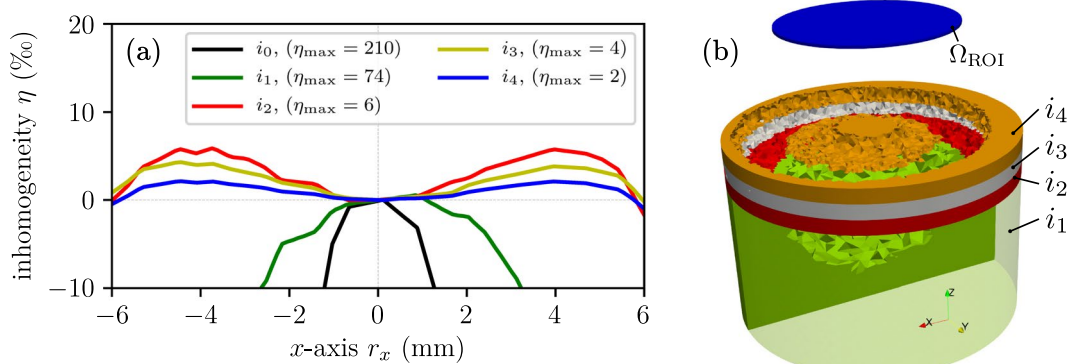 20
10
0
−10
inhomogeneity η (%‰)
(a)
i₀, (ηmax = 210)
i₁, (ηmax = 74)
i₂, (ηmax = 6)
i₃, (ηmax = 4)
i₄, (ηmax = 2)
−6 −4 −2 0 2 4 6
x-axis rₓ (mm)
(b)
Ω_ROI
i₄
i₃
i₂
i₁
Z
X
Y